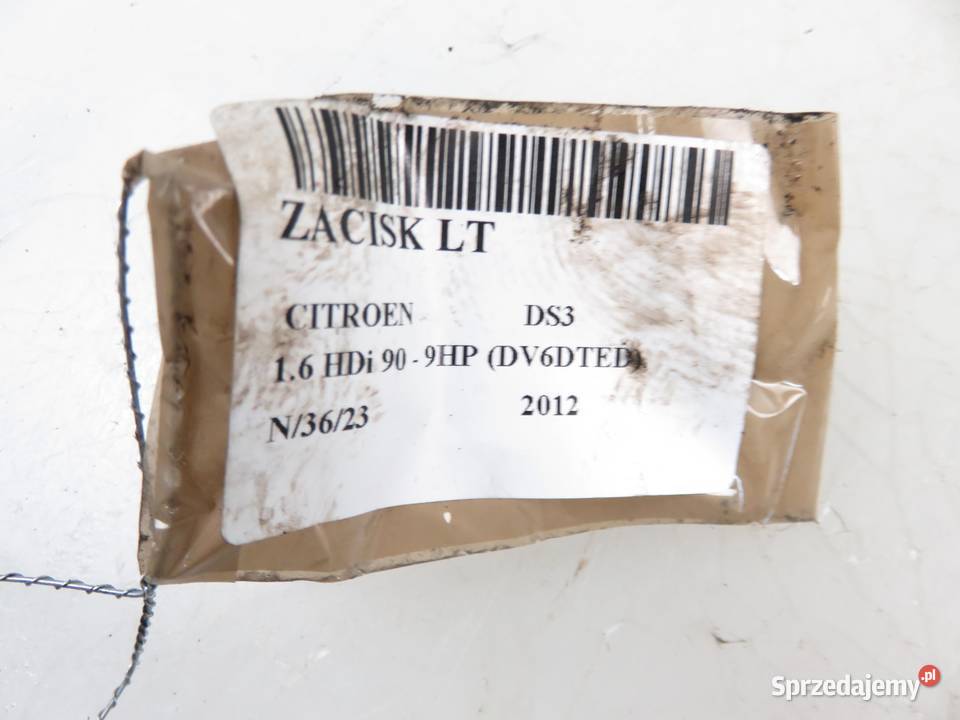 ZACISK LT
CITROEN DS3
1.6 HDi 90 - 9HP (DV6DTED)
N/36/23 2012
Sprzedajemy.pl